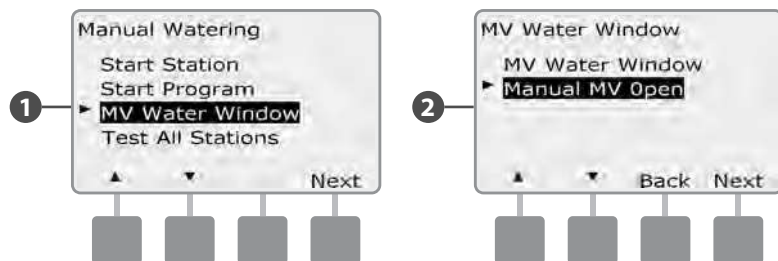 Manual Watering
Start Station
Start Program
► MV Water Window
Test All Stations
▲ ▼ Next
1
MV Water Window
MV Water Window
► Manual MV 0pen
▲ ▼ Back Next
2